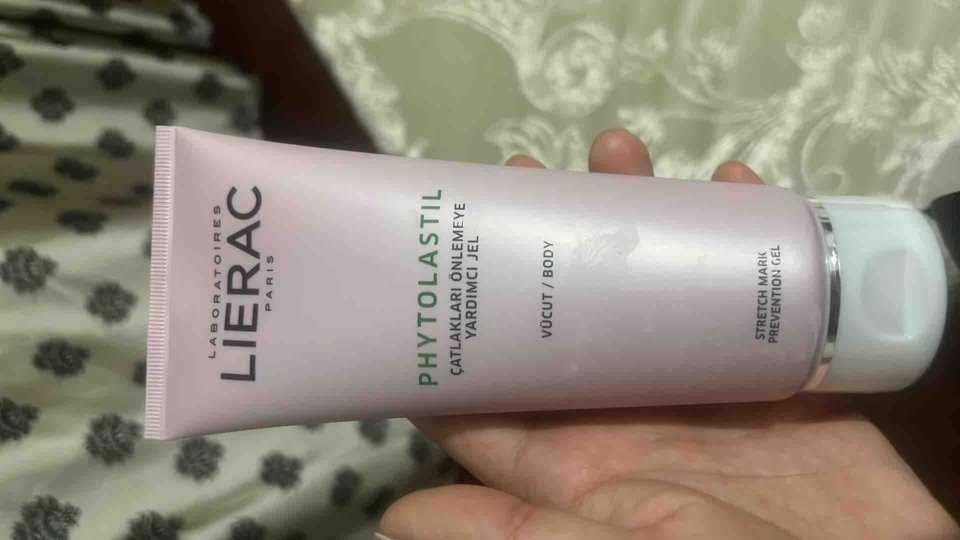 LABORATOIRES
LIERAC
PARIS
PHYTOLASTIL
ÇATLAKLARI ÖNLEMEYE
YARDIMCI JEL
VÜCUT / BODY
STRETCH MARK
PREVENTION GEL